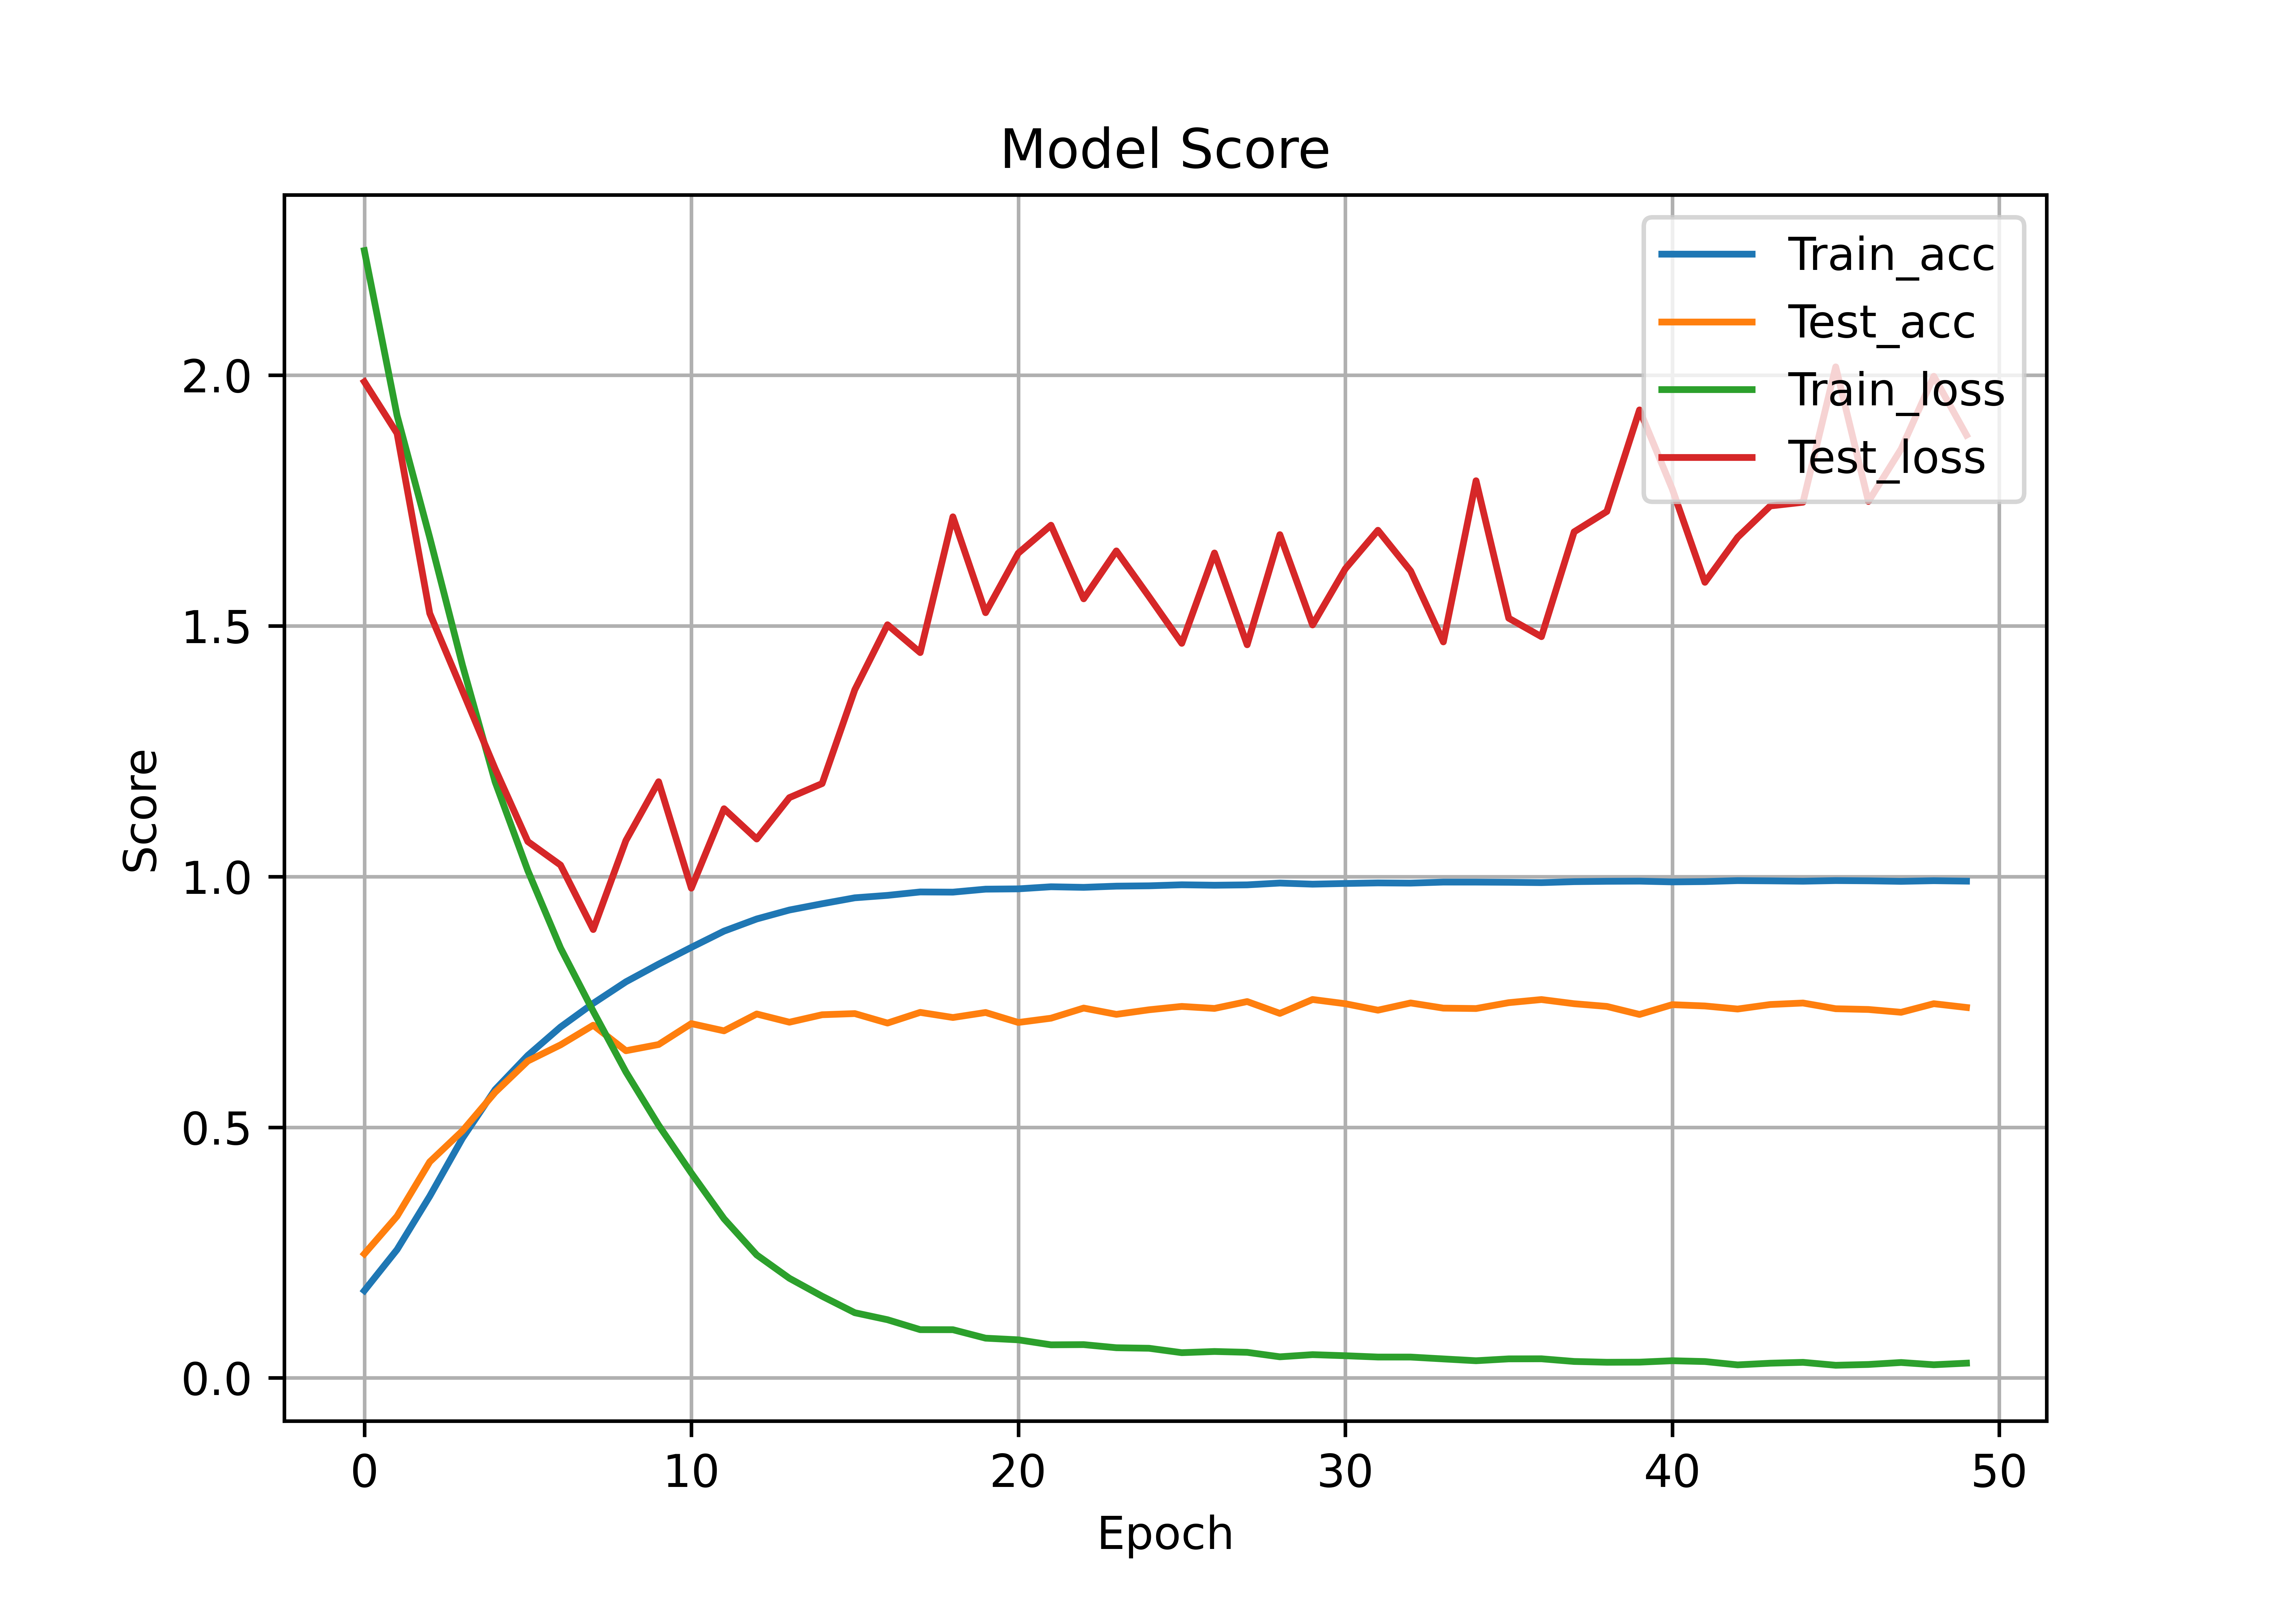 Model Score
Train_acc
Test_acc
Train_loss
Test_loss
2.0
1.5
1.0
0.5
0.0
Score
0 10 20 30 40 50
Epoch